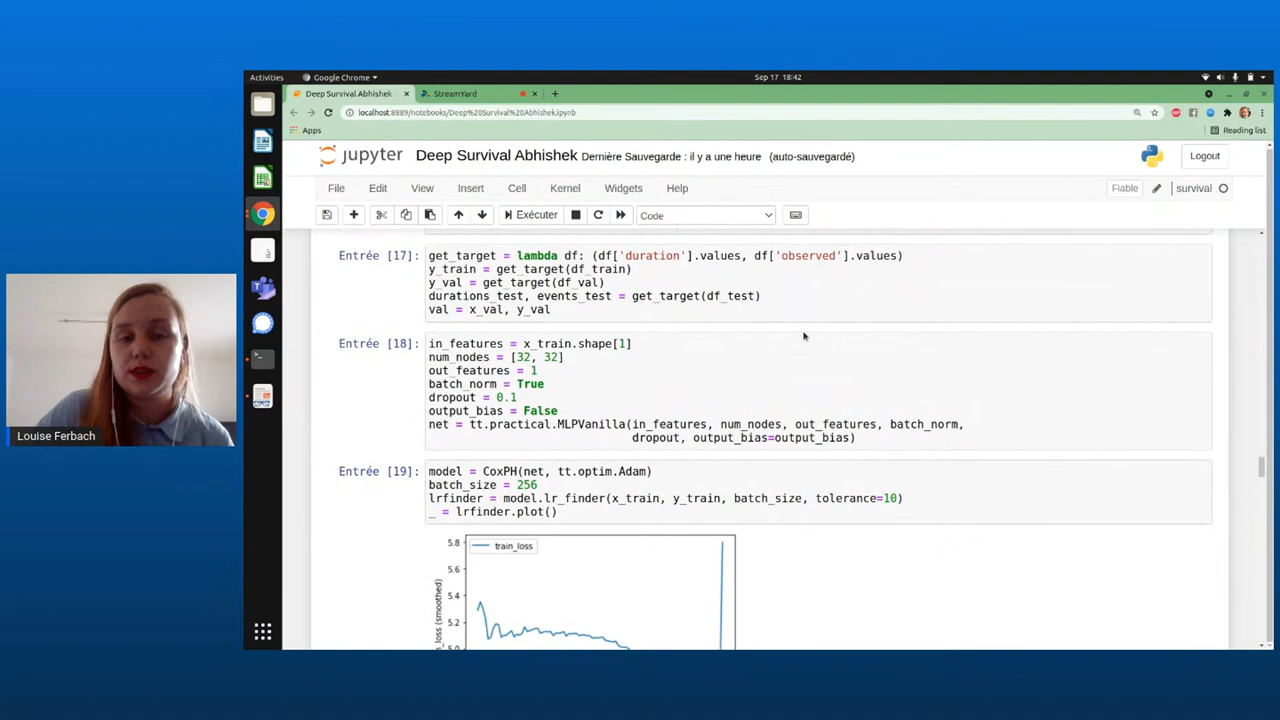 Activities
Google Chrome
Sep 17 18:42
Deep Survival Abhishek
StreamYard
localhost:8889/notebooks/Deep%20Survival%20Abhishek.ipynb
Apps
Reading list
jupyter
Deep Survival Abhishek
Dernière Sauvegarde : il y a une heure (auto-sauvegardé)
Logout
File Edit View Insert Cell Kernel Widgets Help
Fiable
survival
Exécuter
Code
Entrée [17]:
get_target = lambda df: (df['duration'].values, df['observed'].values)
y_train = get_target(df_train)
y_val = get_target(df_val)
durations_test, events_test = get_target(df_test)
val = x_val, y_val
Entrée [18]:
in_features = x_train.shape[1]
num_nodes = [32, 32]
out_features = 1
batch_norm = True
dropout = 0.1
output_bias = False
net = tt.practical.MLPVanilla(in_features, num_nodes, out_features, batch_norm,
dropout, output_bias=output_bias)
Entrée [19]:
model = CoxPH(net, tt.optim.Adam)
batch_size = 256
lrfinder = model.lr_finder(x_train, y_train, batch_size, tolerance=10)
_ = lrfinder.plot()
train_loss
5.8
5.6
5.4
5.2
(smoothed)
Louise Ferbach